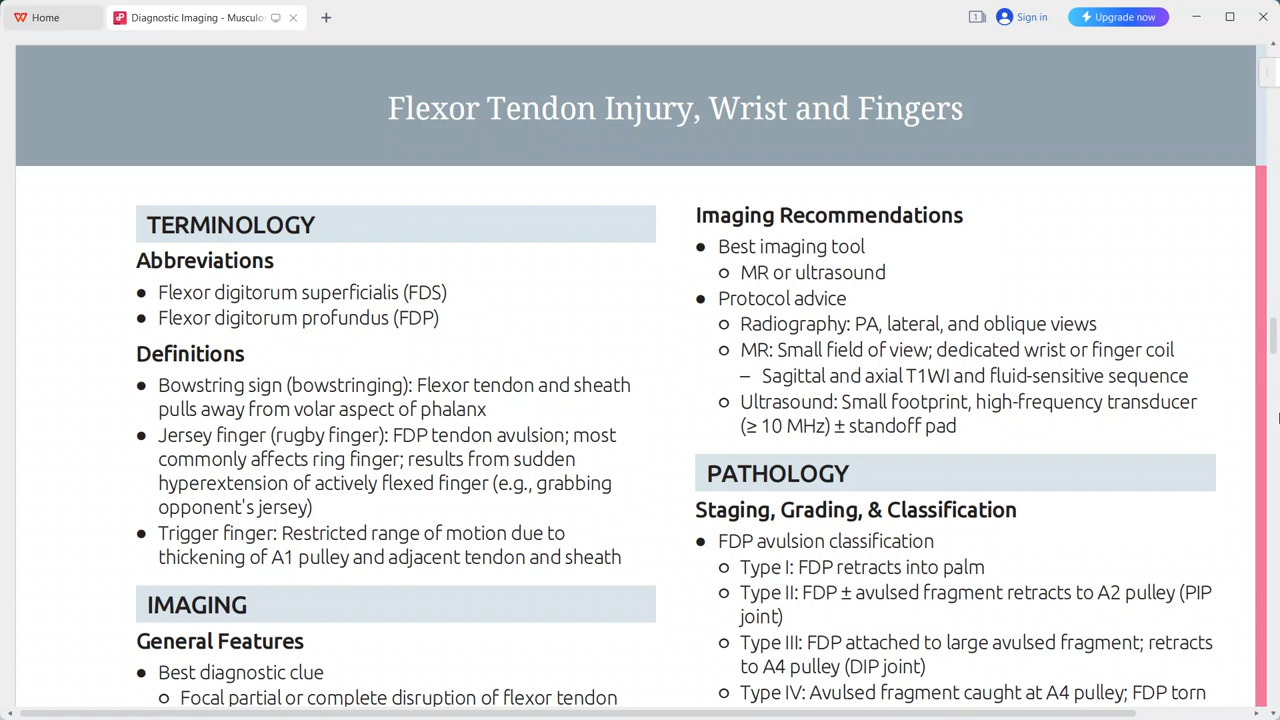 Home
Diagnostic Imaging - Musculos
1
Sign in
Upgrade now
Flexor Tendon Injury, Wrist and Fingers
TERMINOLOGY
Abbreviations
● Flexor digitorum superficialis (FDS)
● Flexor digitorum profundus (FDP)
Definitions
● Bowstring sign (bowstringing): Flexor tendon and sheath
pulls away from volar aspect of phalanx
● Jersey finger (rugby finger): FDP tendon avulsion; most
commonly affects ring finger; results from sudden
hyperextension of actively flexed finger (e.g., grabbing
opponent's jersey)
● Trigger finger: Restricted range of motion due to
thickening of A1 pulley and adjacent tendon and sheath
IMAGING
General Features
● Best diagnostic clue
○ Focal partial or complete disruption of flexor tendon
Imaging Recommendations
● Best imaging tool
○ MR or ultrasound
● Protocol advice
○ Radiography: PA, lateral, and oblique views
○ MR: Small field of view; dedicated wrist or finger coil
– Sagittal and axial T1WI and fluid-sensitive sequence
○ Ultrasound: Small footprint, high-frequency transducer
(≥ 10 MHz) ± standoff pad
PATHOLOGY
Staging, Grading, & Classification
● FDP avulsion classification
○ Type I: FDP retracts into palm
○ Type II: FDP ± avulsed fragment retracts to A2 pulley (PIP
joint)
○ Type III: FDP attached to large avulsed fragment; retracts
to A4 pulley (DIP joint)
○ Type IV: Avulsed fragment caught at A4 pulley; FDP torn